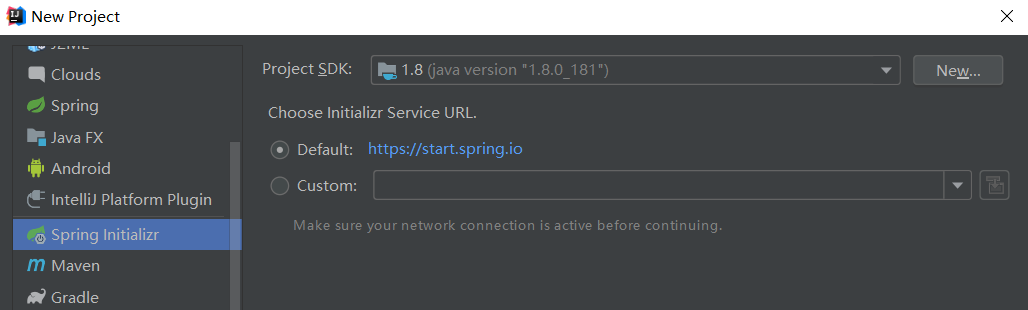 New Project
J2ME
Clouds
Spring
Java FX
Android
IntelliJ Platform Plugin
Spring Initializr
Maven
Gradle
Project SDK: 1.8 (java version "1.8.0_181") New...
Choose Initializr Service URL.
Default: https://start.spring.io
Custom:
Make sure your network connection is active before continuing.